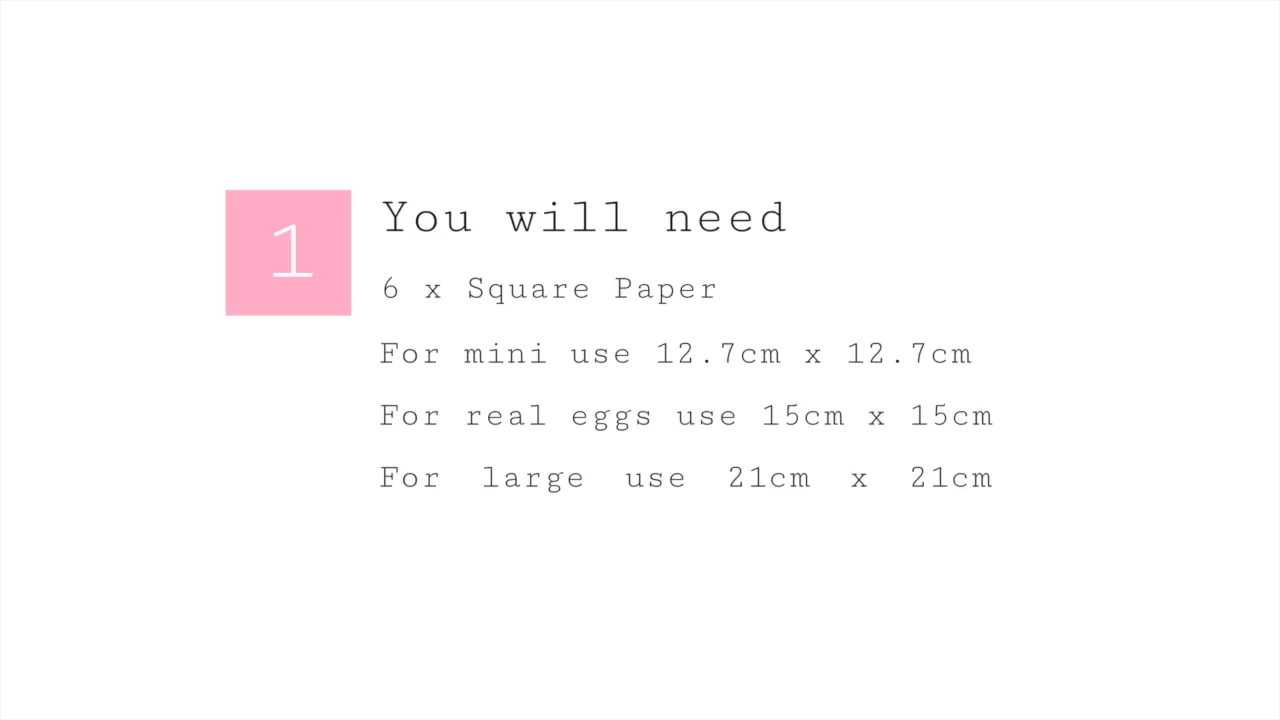 1
You will need
6 x Square Paper
For mini use 12.7cm x 12.7cm
For real eggs use 15cm x 15cm
For large use 21cm x 21cm